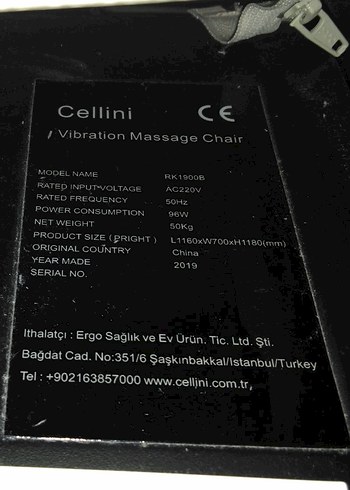 Cellini CE
Vibration Massage Chair
MODEL NAME RK1900B
RATED INPUT VOLTAGE AC220V
RATED FREQUENCY 50Hz
POWER CONSUMPTION 96W
NET WEIGHT 50Kg
PRODUCT SIZE (PRIGHT ) L1160xW700xH1180(mm)
ORIGINAL COUNTRY China
YEAR MADE 2019
SERIAL NO.
Ithalatçı : Ergo Sağlık ve Ev Ürün. Tic. Ltd. Şti.
Bağdat Cad. No:351/6 Şaşkınbakkal/Istanbul/Turkey
Tel : +902163857000 www.cellini.com.tr